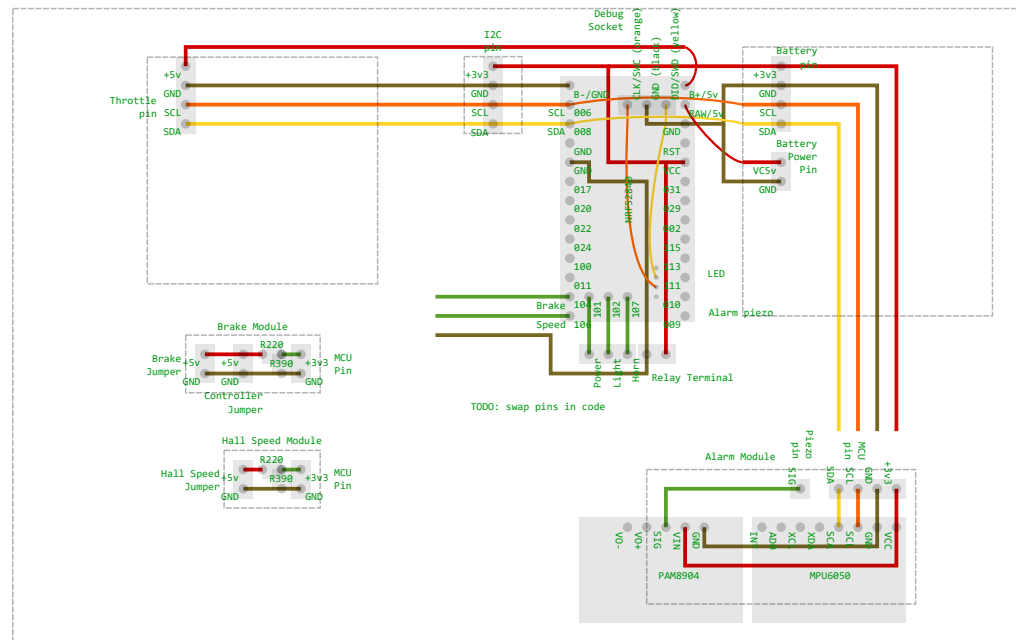 Debug
Socket
CLK/SWC (orange)
GND (black)
DID/SWD (yellow)
I2C
pin
+3v3
GND
SCL
SDA
Throttle
pin
+5v
GND
SCL
SDA
Battery
pin
+3v3
GND
SCL
SDA
Battery
Power
Pin
VC5v
GND
B-/GND
SCL 006
SDA 008
GND
GND
017
020
022
024
100
011
Brake 104
Speed 106
B+/5v
RAW/5v
GND
RST
VCC
031
029
002
115
113
111
010
009
NRF52840
101
102
107
LED
Alarm piezo
Power
Light
Horn
Relay Terminal
TODO: swap pins in code
Brake Module
Brake
Jumper
+5v
GND
+5v
GND
R220
R390
+3v3
GND
MCU
Pin
Controller
Jumper
Hall Speed Module
Hall Speed
Jumper
+5v
GND
R220
R390
+3v3
GND
MCU
Pin
Alarm Module
Piezo
pin
SIG
MCU
pin
SDA
SCL
GND
+3v3
VO-
VO+
SIG
VIN
GND
PAM8904
XDA
GND
VCC
MPU6050